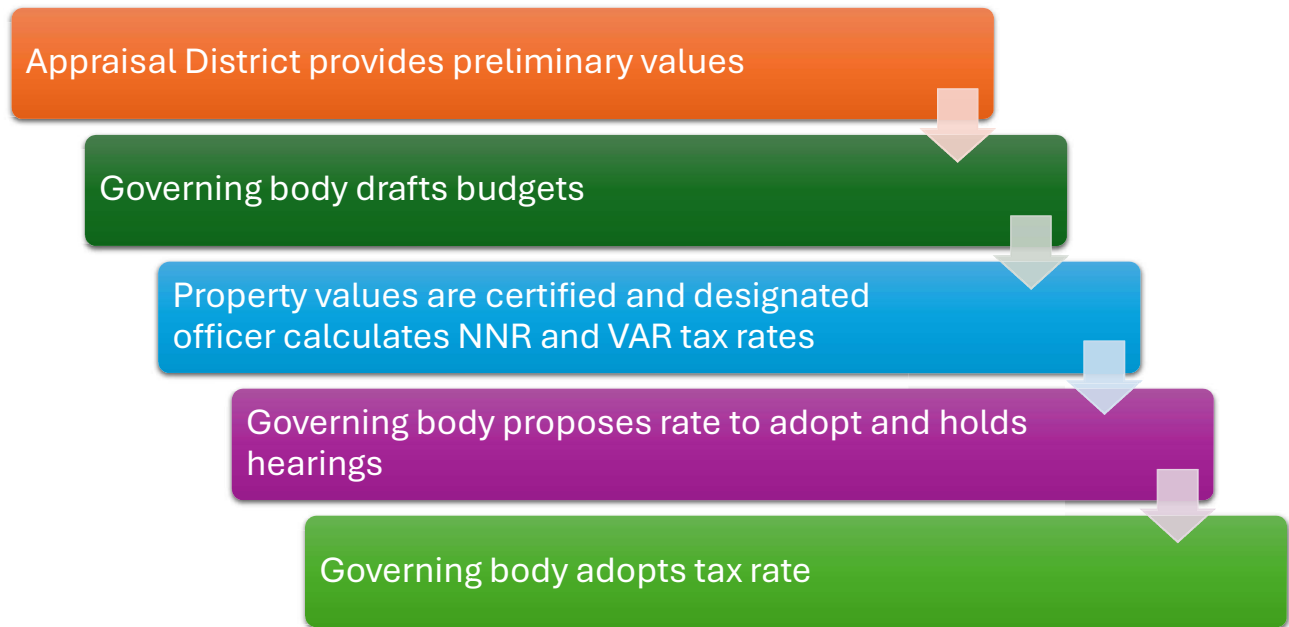 Appraisal District provides preliminary values
Governing body drafts budgets
Property values are certified and designated
officer calculates NNR and VAR tax rates
Governing body proposes rate to adopt and holds
hearings
Governing body adopts tax rate